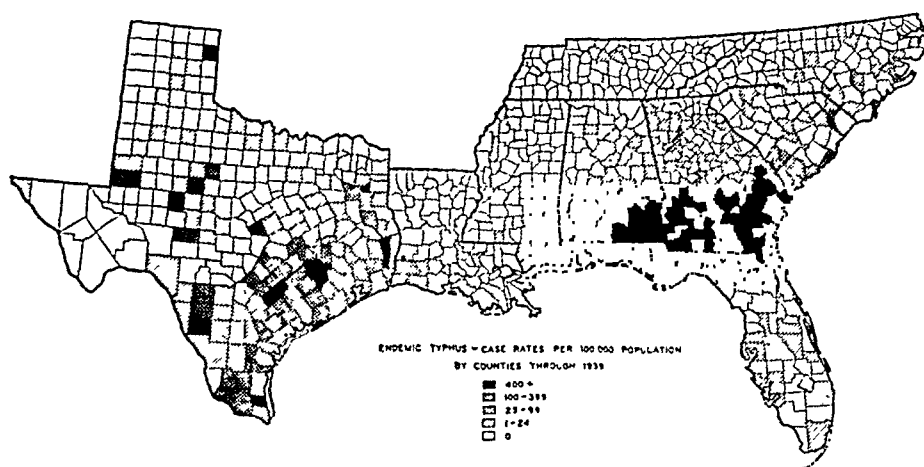 ENDEMIC TYPHUS - CASE RATES PER 100 000 POPULATION
BY COUNTIES THROUGH 1939
400 +
100-399
25-99
1-24
0